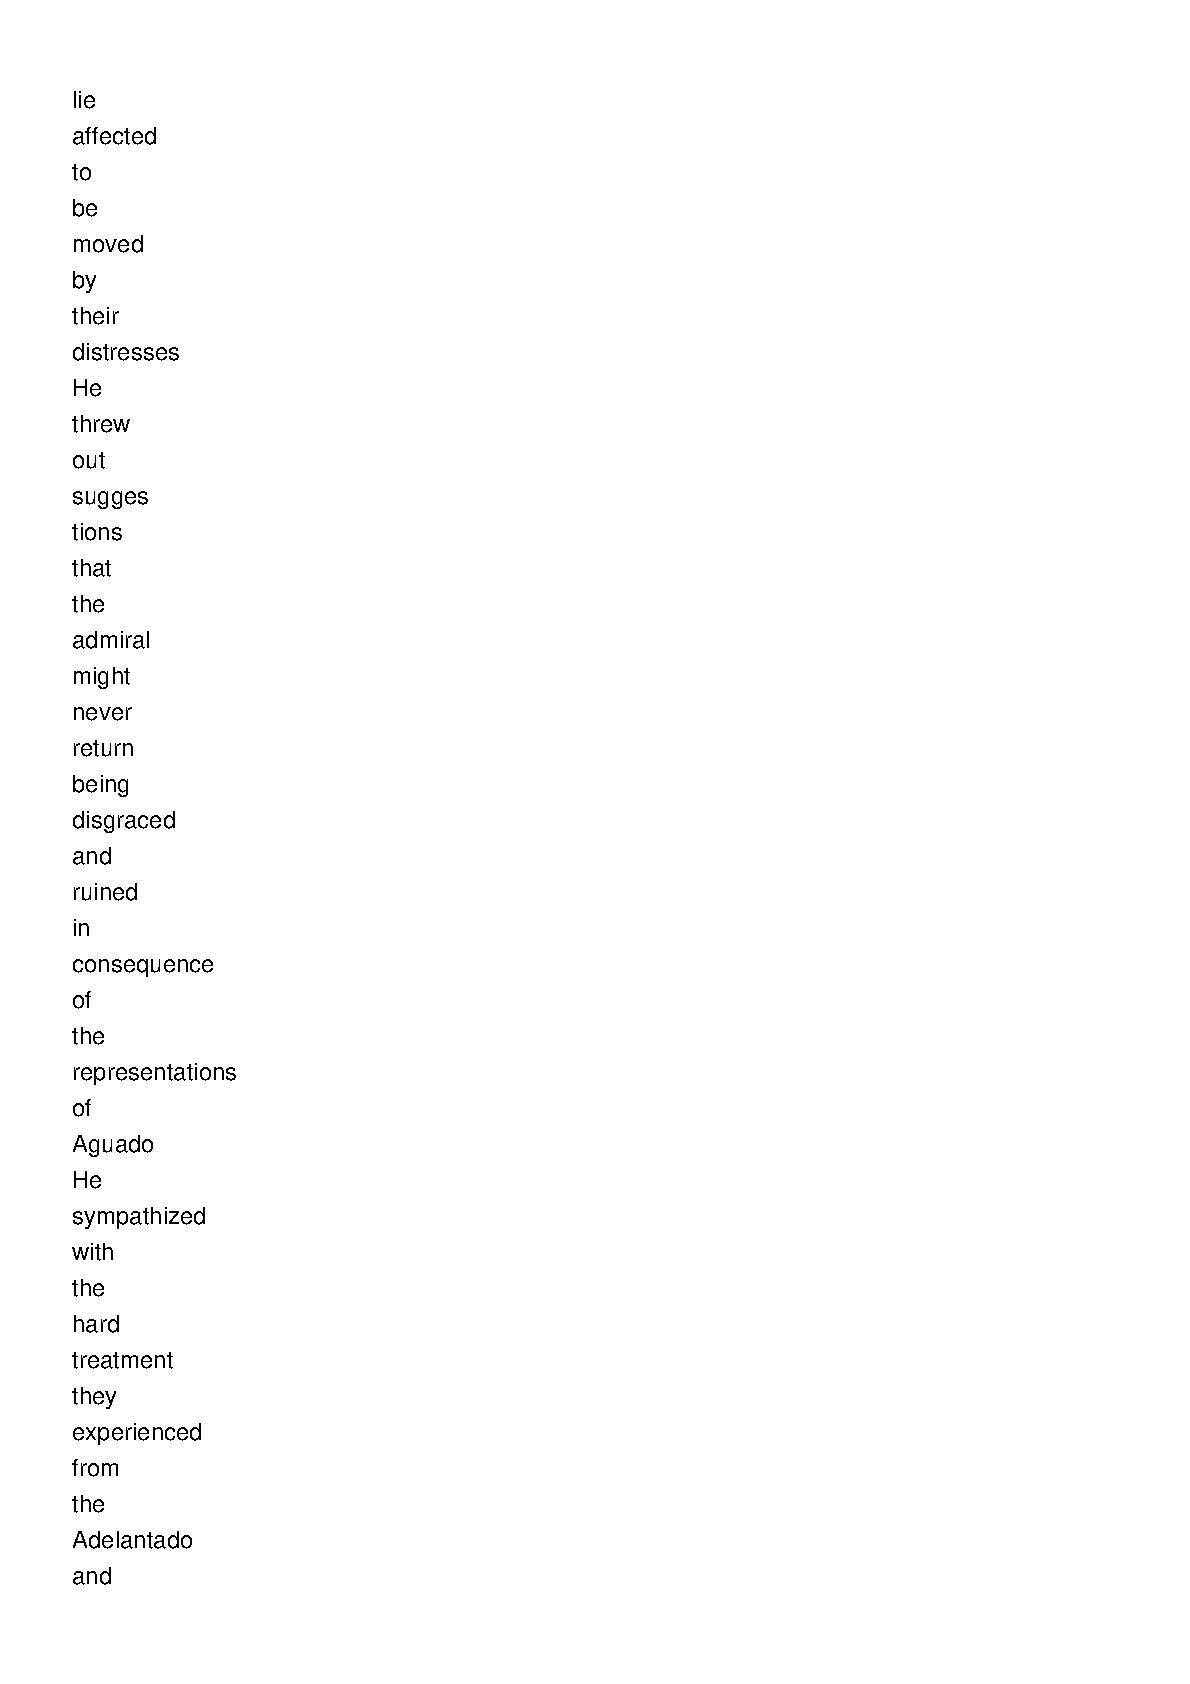 lie
affected
to
be
moved
by
their
distresses
He
threw
out
sugges
tions
that
the
admiral
might
never
return
being
disgraced
and
ruined
in
consequence
of
the
representations
of
Aguado
He
sympathized
with
the
hard
treatment
they
experienced
from
the
Adelantado
and